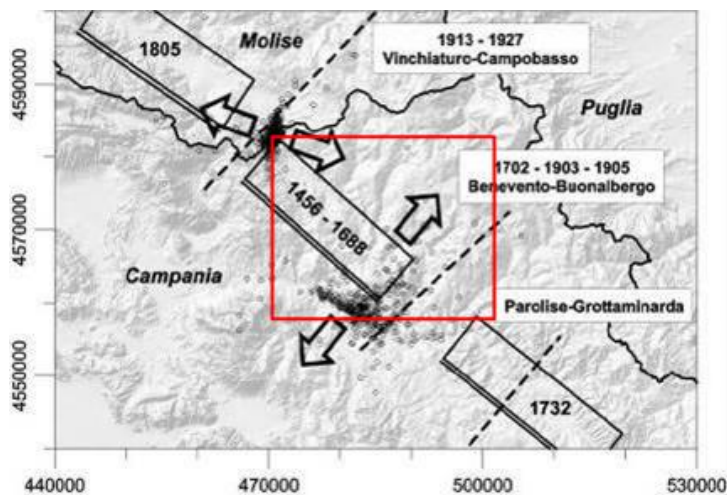 1805
Molise
1913 - 1927
Vinchiaturo-Campobasso
Puglia
1702 - 1903 - 1905
Benevento-Buonalbergo
1456 - 1688
Campania
Parolise-Grottaminarda
1732
4590000
4570000
4550000
440000
470000
500000
530000